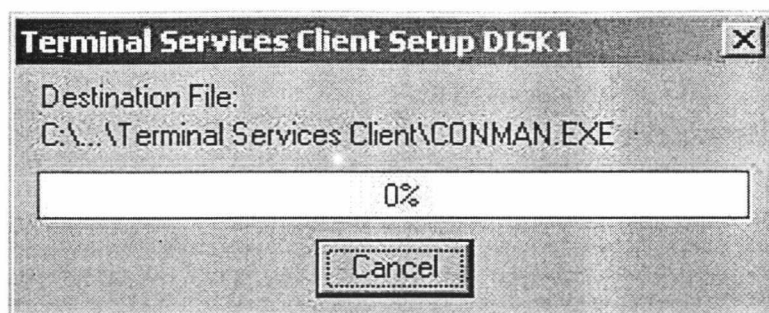 Terminal Services Client Setup DISK1
Destination File:
C:\...\Terminal Services Client\CONMAN.EXE
0%
Cancel